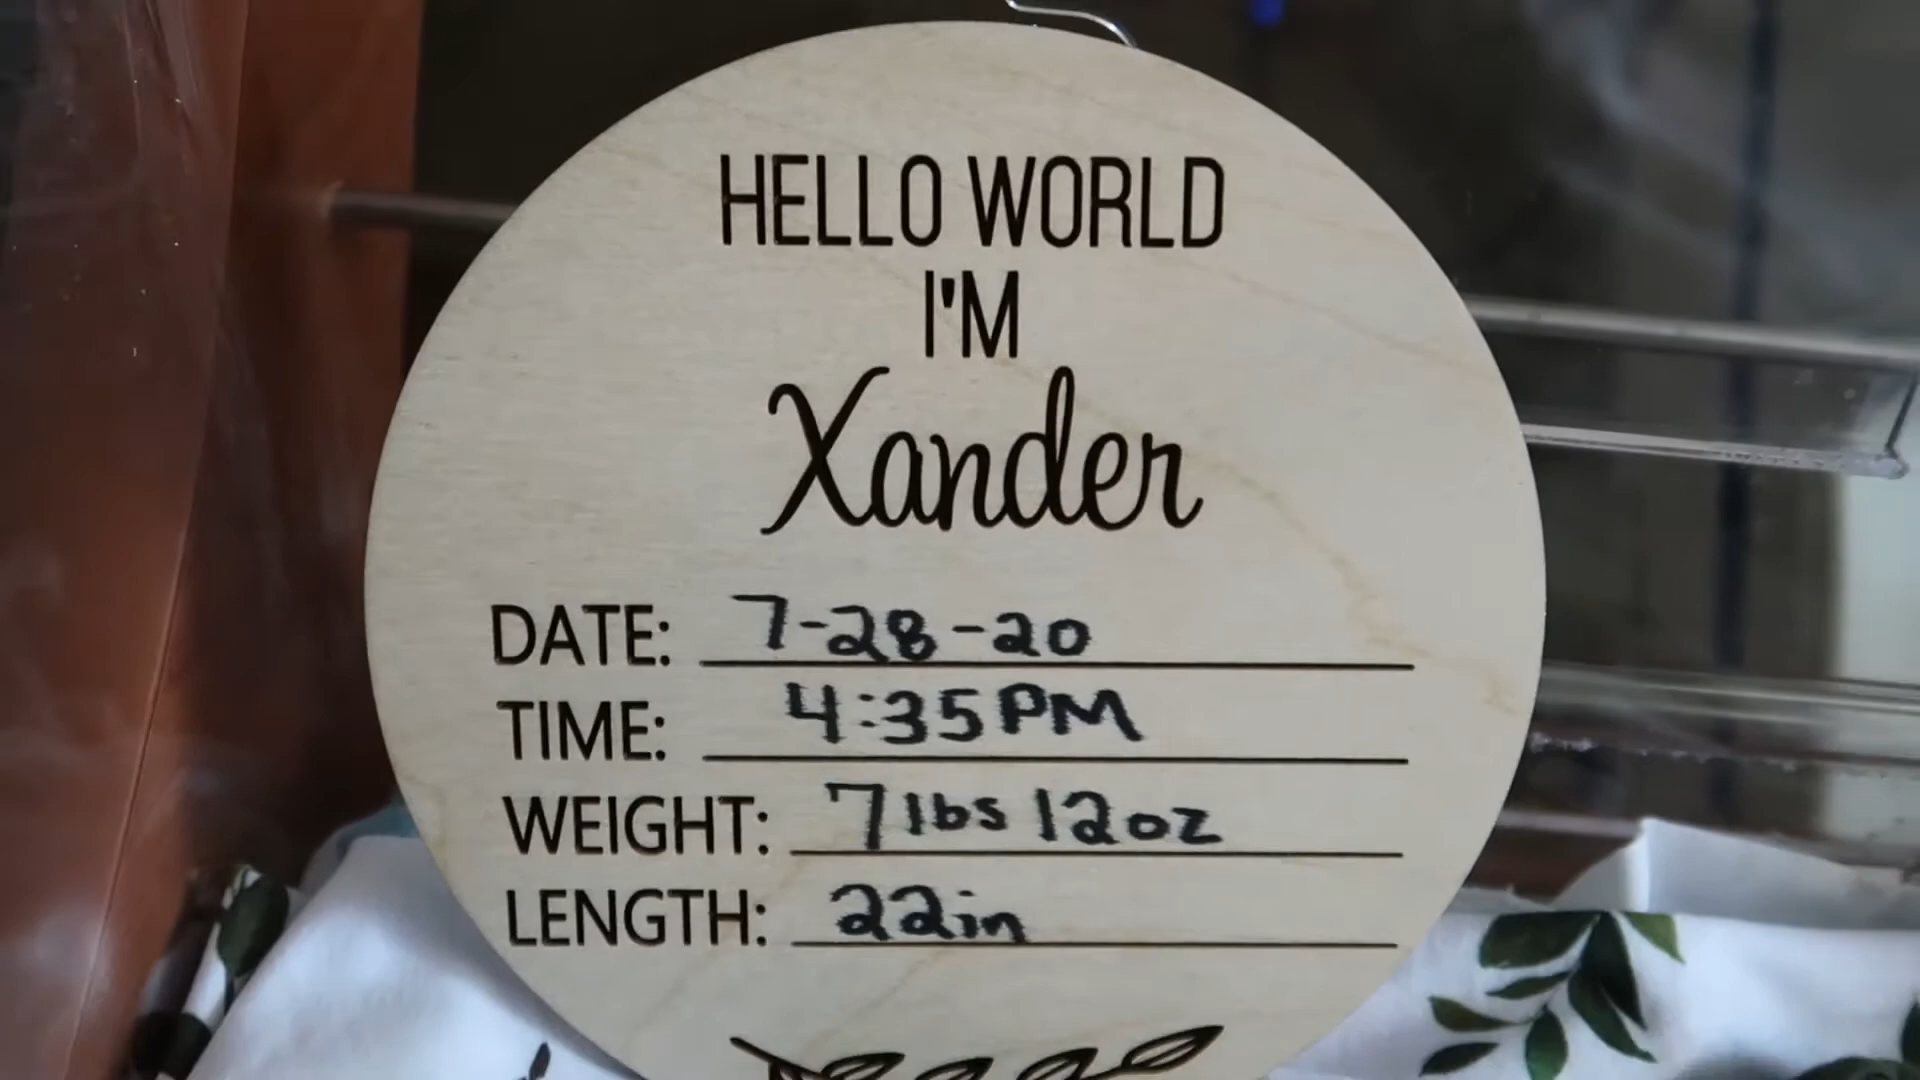 HELLO WORLD
I'M
Xander
DATE: 7-28-20
TIME: 4:35PM
WEIGHT: 7lbs 12oz
LENGTH: 22in